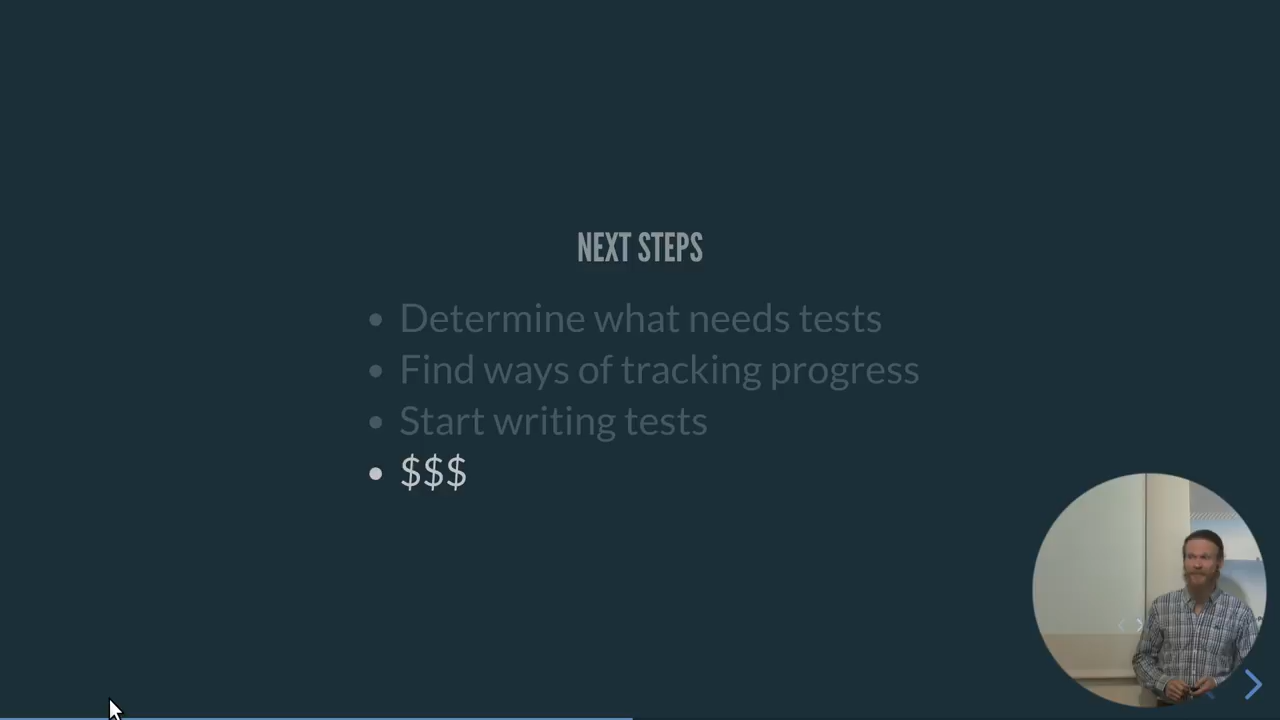 NEXT STEPS
Determine what needs tests
Find ways of tracking progress
Start writing tests
$$$